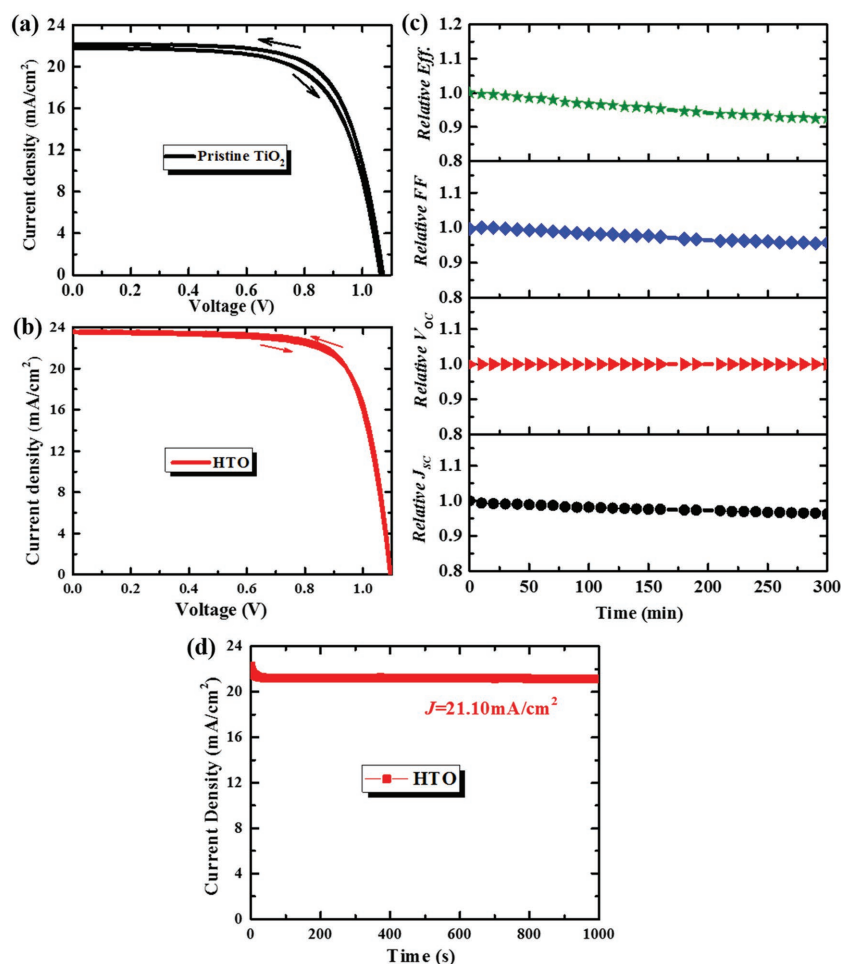 (a)
24
20
16
12
8
4
0
Current density (mA/cm²)
Pristine TiO₂
0.0 0.2 0.4 0.6 0.8 1.0
Voltage (V)
(b)
24
20
16
12
8
4
0
Current density (mA/cm²)
HTO
0.0 0.2 0.4 0.6 0.8 1.0
Voltage (V)
(c)
1.2
1.1
1.0
0.9
0.8
Relative Eff.
1.1
1.0
0.9
0.8
Relative FF
1.1
1.0
0.9
0.8
Relative V_OC
1.1
1.0
0.9
0.8
Relative J_SC
0 50 100 150 200 250 300
Time (min)
(d)
24
20
16
12
8
4
0
Current Density (mA/cm²)
J=21.10mA/cm²
HTO
0 200 400 600 800 1000
Time (s)